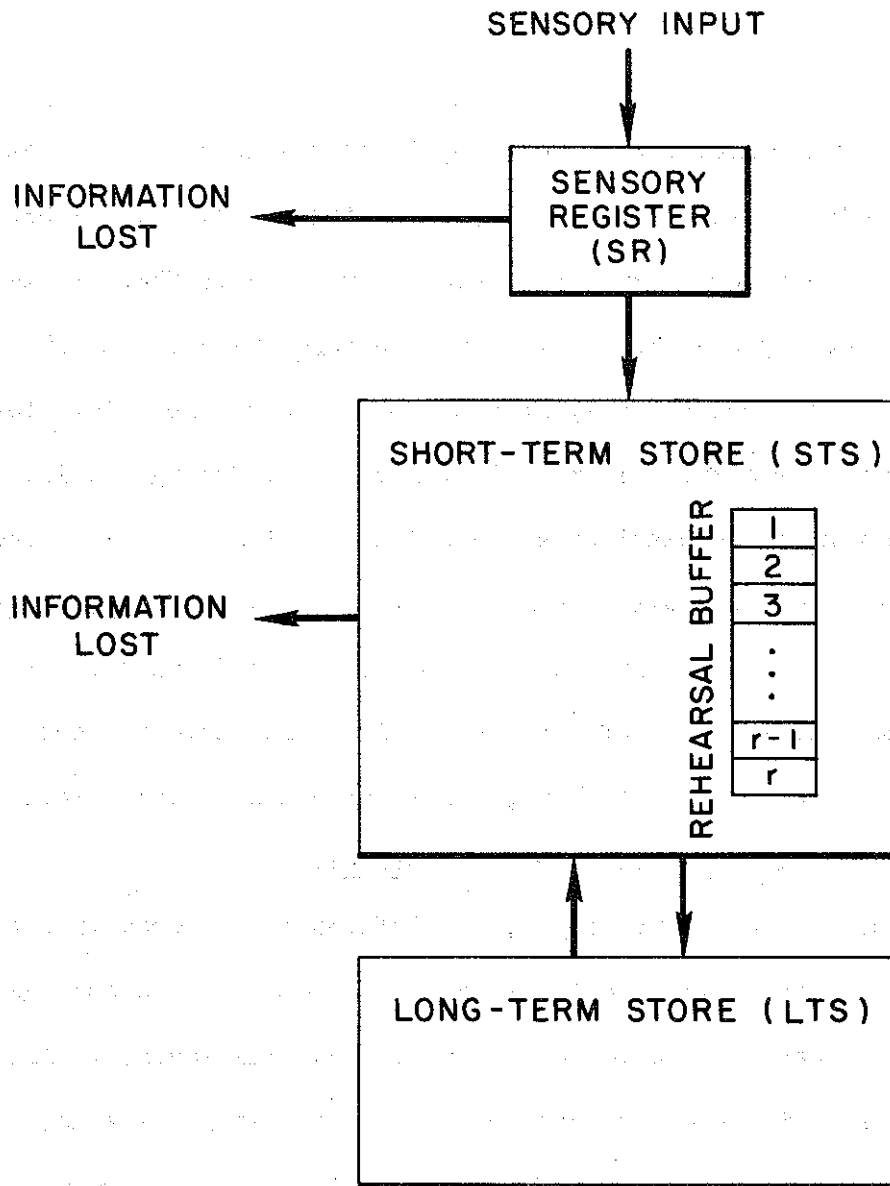 SENSORY INPUT
SENSORY
REGISTER
(SR)
INFORMATION
LOST
SHORT-TERM STORE (STS)
REHEARSAL BUFFER
1
2
3
.
.
.
r-1
r
INFORMATION
LOST
LONG-TERM STORE (LTS)